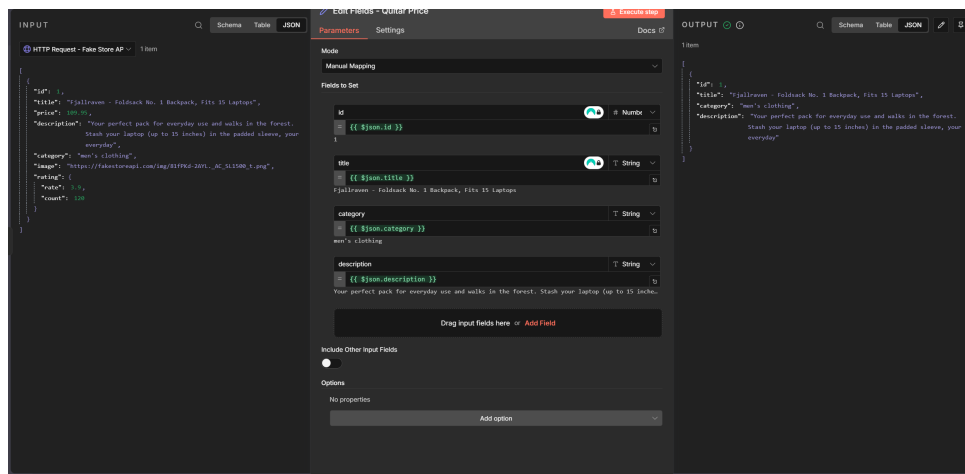 INPUT
Schema
Table
JSON
HTTP Request - Fake Store AP
1 item
[
{
"id": 1,
"title": "Fjallraven - Foldsack No. 1 Backpack, Fits 15 Laptops",
"price": 109.95,
"description": "Your perfect pack for everyday use and walks in the forest.
Stash your laptop (up to 15 inches) in the padded sleeve, your
everyday",
"category": "men's clothing",
"image": "https://fakestoreapi.com/img/81fPKd-2AYL._AC_SL1500_t.png",
"rating": {
"rate": 3.9,
"count": 120
}
}
]
Edit Fields - Quitar Price
Execute step
Parameters
Settings
Docs
Mode
Manual Mapping
Fields to Set
id
# Number
= {{ $json.id }}
1
title
T String
= {{ $json.title }}
Fjallraven - Foldsack No. 1 Backpack, Fits 15 Laptops
category
T String
= {{ $json.category }}
men's clothing
description
T String
= {{ $json.description }}
Your perfect pack for everyday use and walks in the forest. Stash your laptop (up to 15 inche…
Drag input fields here or Add Field
Include Other Input Fields
Options
No properties
Add option
OUTPUT
Schema
Table
JSON
1 item
[
{
"id": 1,
"title": "Fjallraven - Foldsack No. 1 Backpack, Fits 15 Laptops",
"category": "men's clothing",
"description": "Your perfect pack for everyday use and walks in the forest.
Stash your laptop (up to 15 inches) in the padded sleeve, your
everyday"
}
]